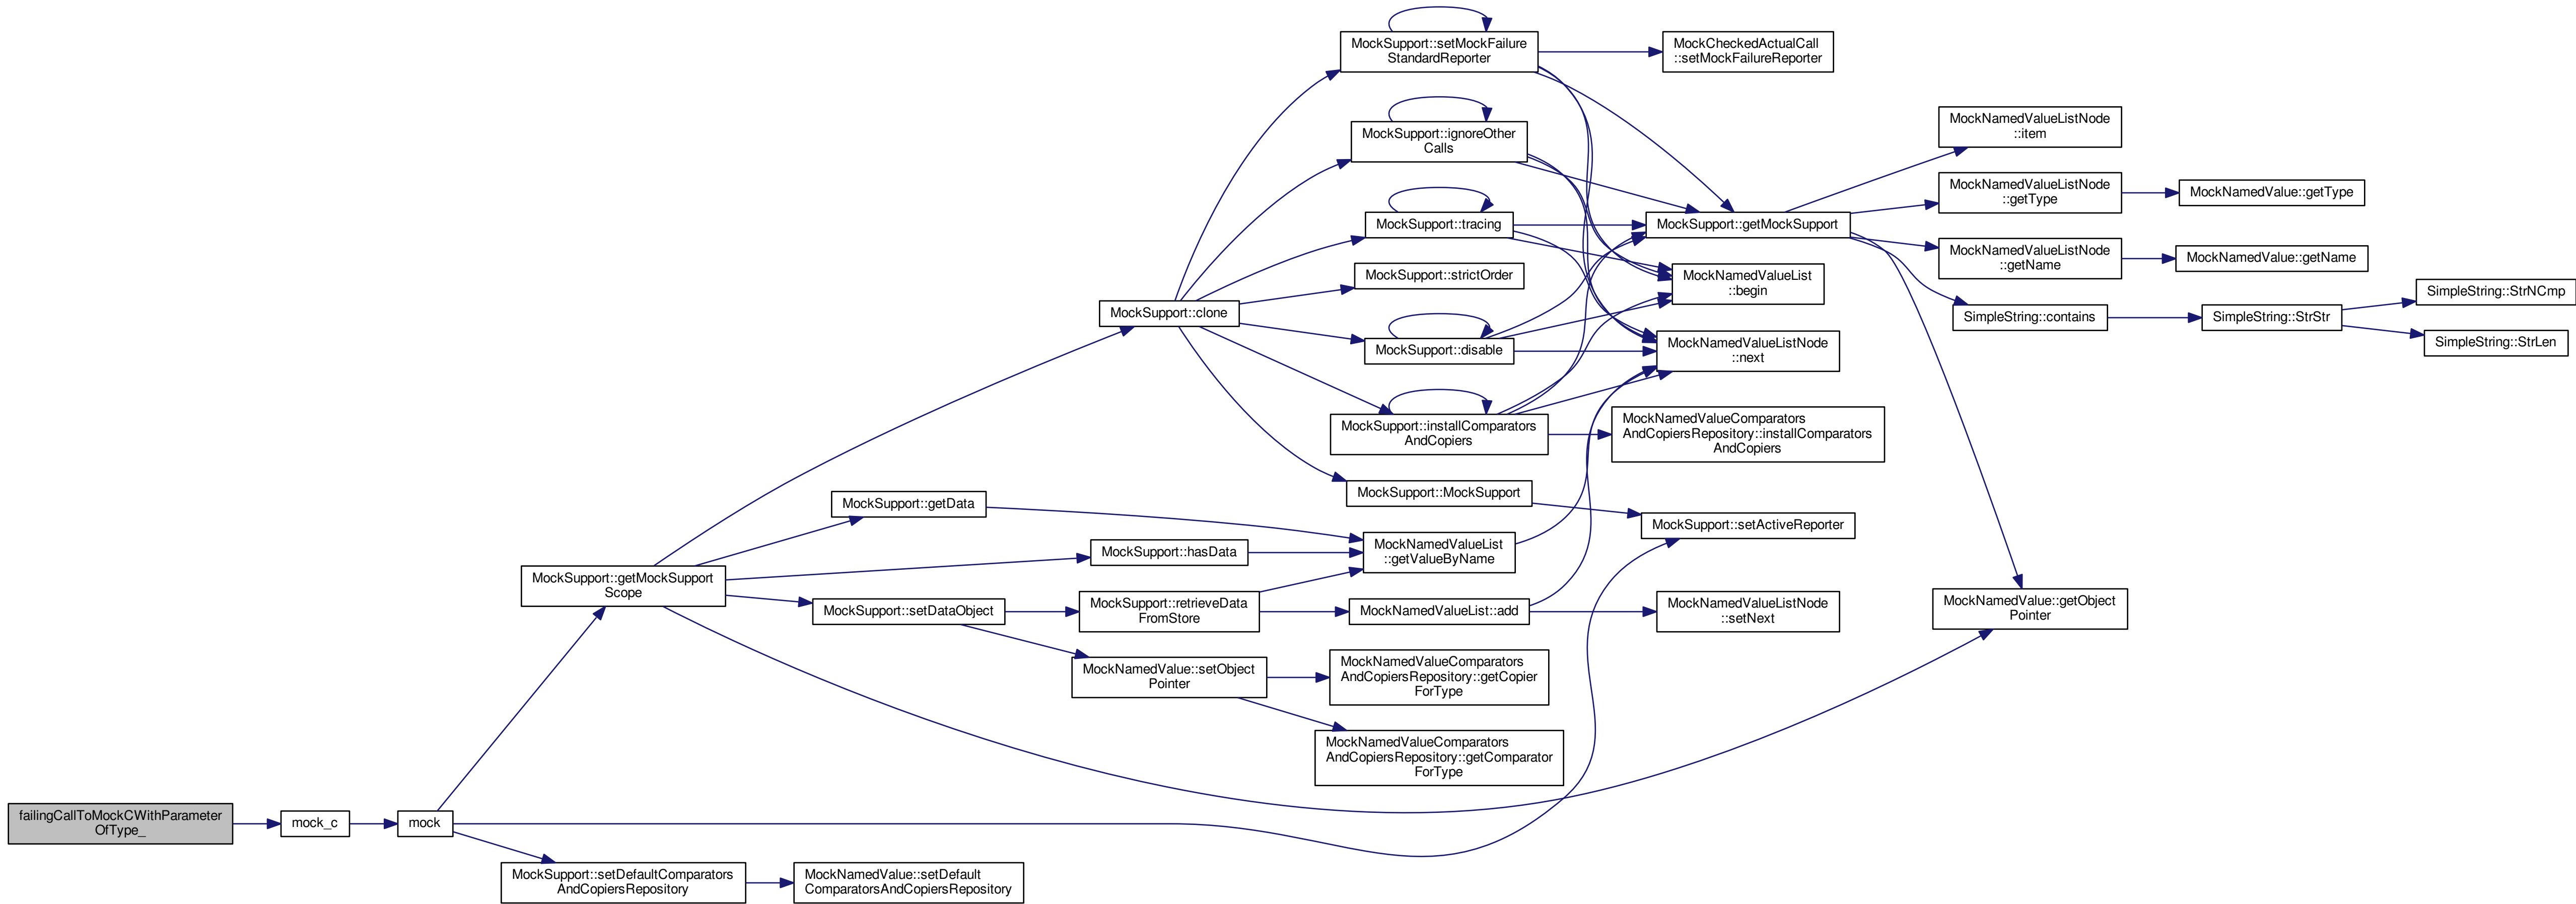 MockSupport::setMockFailure
StandardReporter
MockCheckedActualCall
::setMockFailureReporter
MockSupport::ignoreOther
Calls
MockNamedValueListNode
::item
MockNamedValueListNode
::getType
MockNamedValue::getType
MockSupport::tracing
MockSupport::getMockSupport
MockNamedValueListNode
::getName
MockNamedValue::getName
MockSupport::strictOrder
MockNamedValueList
::begin
SimpleString::StrNCmp
MockSupport::clone
SimpleString::contains
SimpleString::StrStr
SimpleString::StrLen
MockSupport::disable
MockNamedValueListNode
::next
MockSupport::installComparators
AndCopiers
MockNamedValueComparators
AndCopiersRepository::installComparators
AndCopiers
MockSupport::MockSupport
MockSupport::getData
MockSupport::setActiveReporter
MockSupport::hasData
MockNamedValueList
::getValueByName
MockSupport::getMockSupport
Scope
MockSupport::setDataObject
MockSupport::retrieveData
FromStore
MockNamedValueList::add
MockNamedValueListNode
::setNext
MockNamedValue::getObject
Pointer
MockNamedValue::setObject
Pointer
MockNamedValueComparators
AndCopiersRepository::getCopier
ForType
MockNamedValueComparators
AndCopiersRepository::getComparator
ForType
failingCallToMockCWithParameter
OfType_
mock_c
mock
MockSupport::setDefaultComparators
AndCopiersRepository
MockNamedValue::setDefault
ComparatorsAndCopiersRepository